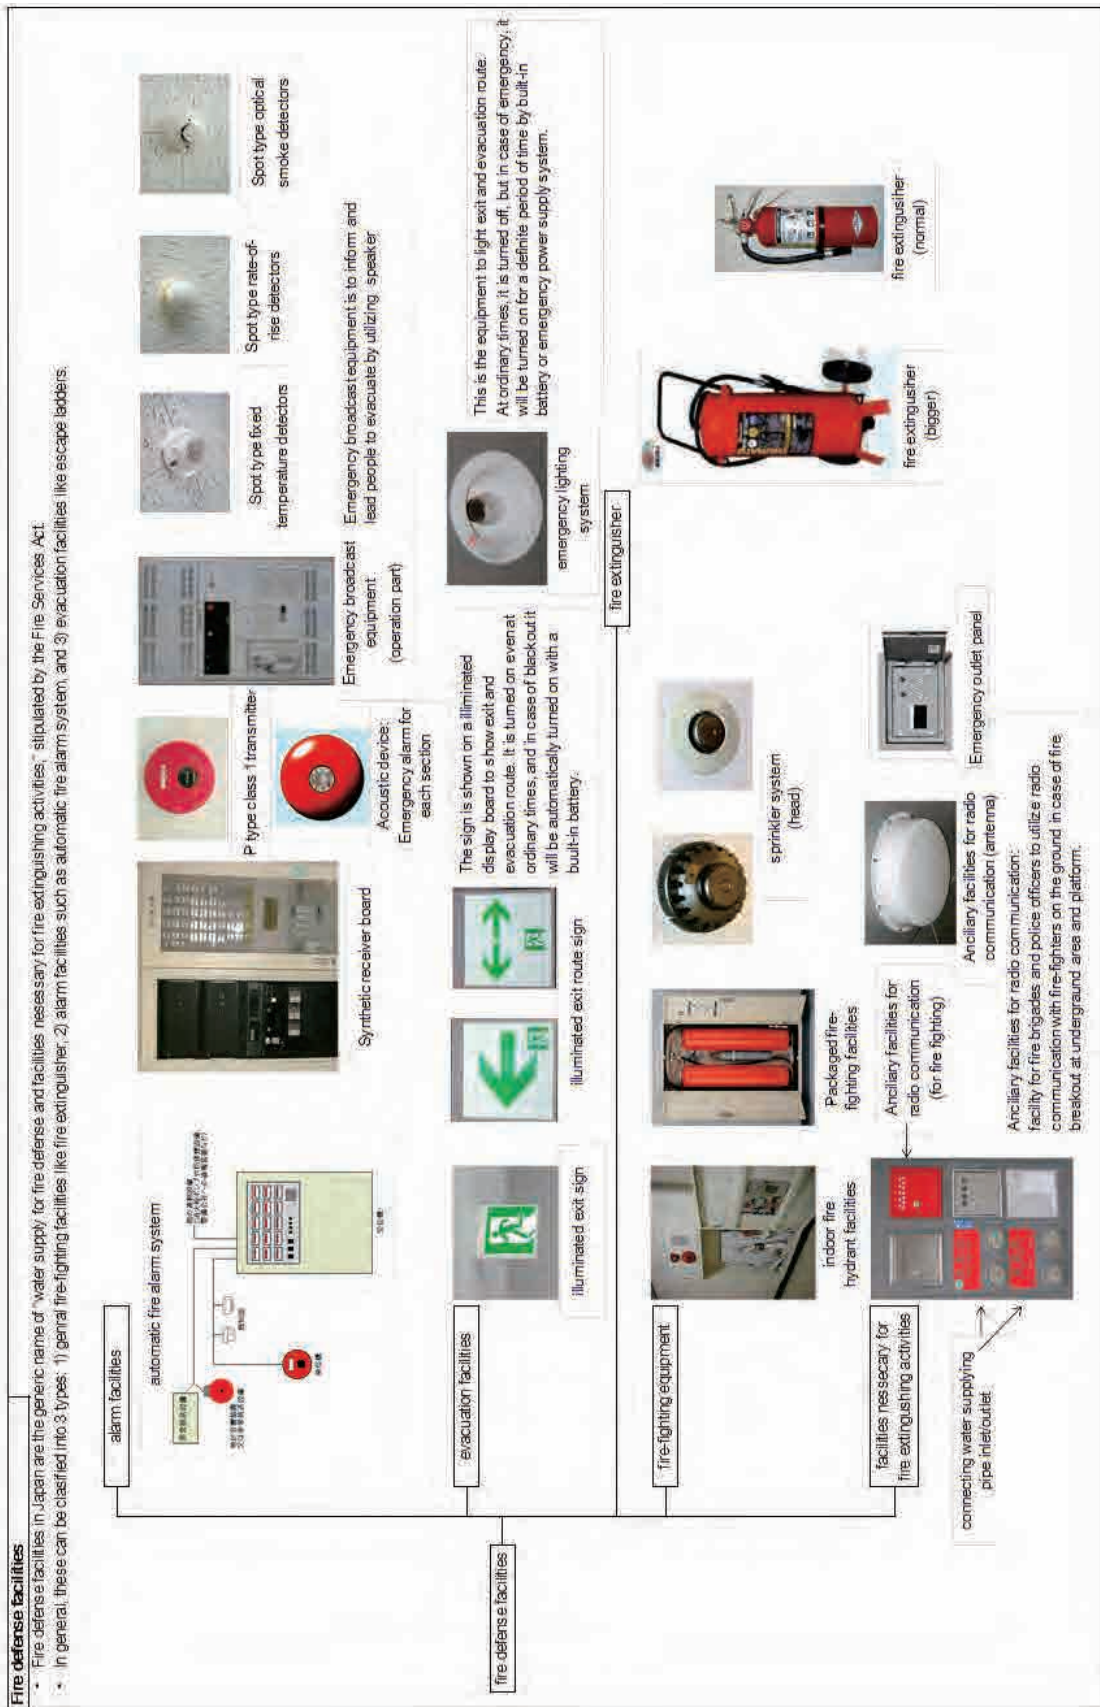 Fire defense facilities
• Fire defense facilities in Japan are the generic name of "water supply for fire defense and facilities necessary for fire extinguishing activities," stipulated by the Fire Services Act.
• In general, these can be clasified into 3 types: 1) genral fire-fighting facilities like fire extinguisher, 2) alarm facilities such as automatic fire alarm system, and 3) evacuation facilities like escape ladders.
fire defense facilities
alarm facilities
automatic fire alarm system
Synthetic receiver board
P type class 1 transmitter
Acoustic device:
Emergency alarm for
each section
Emergency broadcast
equipment
(operation part)
Emergency broadcast equipment is to inform and
lead people to evacuate by utilizing speaker
Spot type fixed
temperature detectors
Spot type rate-of-
rise detectors
Spot type optical
smoke detectors
evacuation facilities
illuminated exit sign
illuminated exit route sign
The sign is shown on a illuminated
display board to show exit and
evacuation route. It is turned on even at
ordinary times, and in case of blackout it
will be automatically turned on with a
buult-in battery.
emergency lighting
system
This is the equipment to light exit and evacuation route.
At ordinary times, it is turned off, but in case of emergency, it
will be turned on for a definite period of time by built-in
battery or emergency power supply system.
fire extinguisher
fire extingusiher
(bigger)
fire extingusiher
(normal)
fire-fighting equipment
indoor fire
hydrant facilities
Packaged fire-
fighting facilities
sprinkler system
(head)
facilities nessecary for
fire extingushing activities
connecting water supplying
pipe inlet/outlet
Anciliary facilities for
radio communication
(for fire fighting)
Anciliary facilities for radio
communication (antenna)
Emergency outlet panel
Anciliary facilities for radio communication:
facility for fire brigades and police officers to utilize radio
communication with fire-fighters on the ground in case of fire
breakout at underground area and platform.